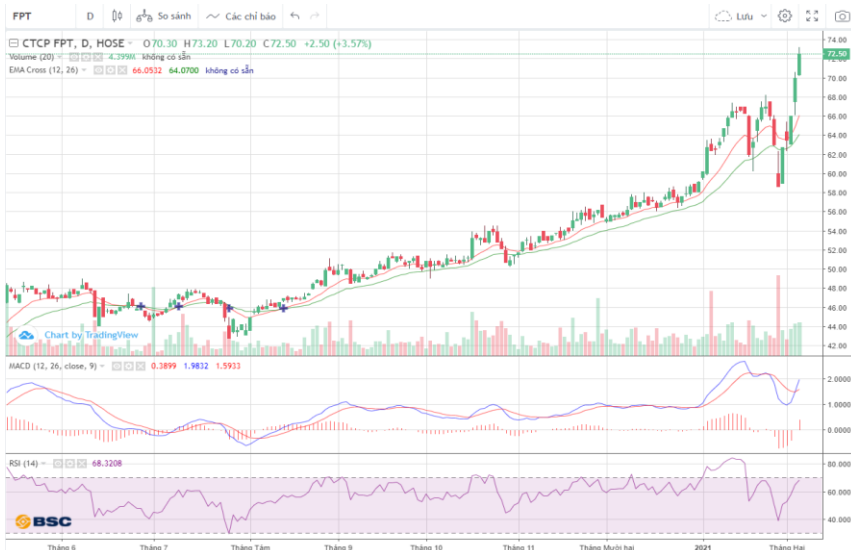 FPT D So sánh Các chỉ báo Lưu
CTCP FPT, D, HOSE O70.30 H73.20 L70.20 C72.50 +2.50 (+3.57%)
Volume (20) 4.399M không có sẵn
EMA Cross (12, 26) 66.0532 64.0700 không có sẵn
74.00
72.50
70.00
68.00
66.00
64.00
62.00
60.00
58.00
56.00
54.00
52.00
50.00
48.00
46.00
44.00
42.00
Chart by TradingView
MACD (12, 26, close, 9) 0.3899 1.9832 1.5933
2.0000
1.0000
0.0000
RSI (14) 68.3208
80.0000
60.0000
40.0000
BSC
Tháng 6 Tháng 7 Tháng Tám Tháng 9 Tháng 10 Tháng 11 Tháng Mười hai 2021 Tháng Hai